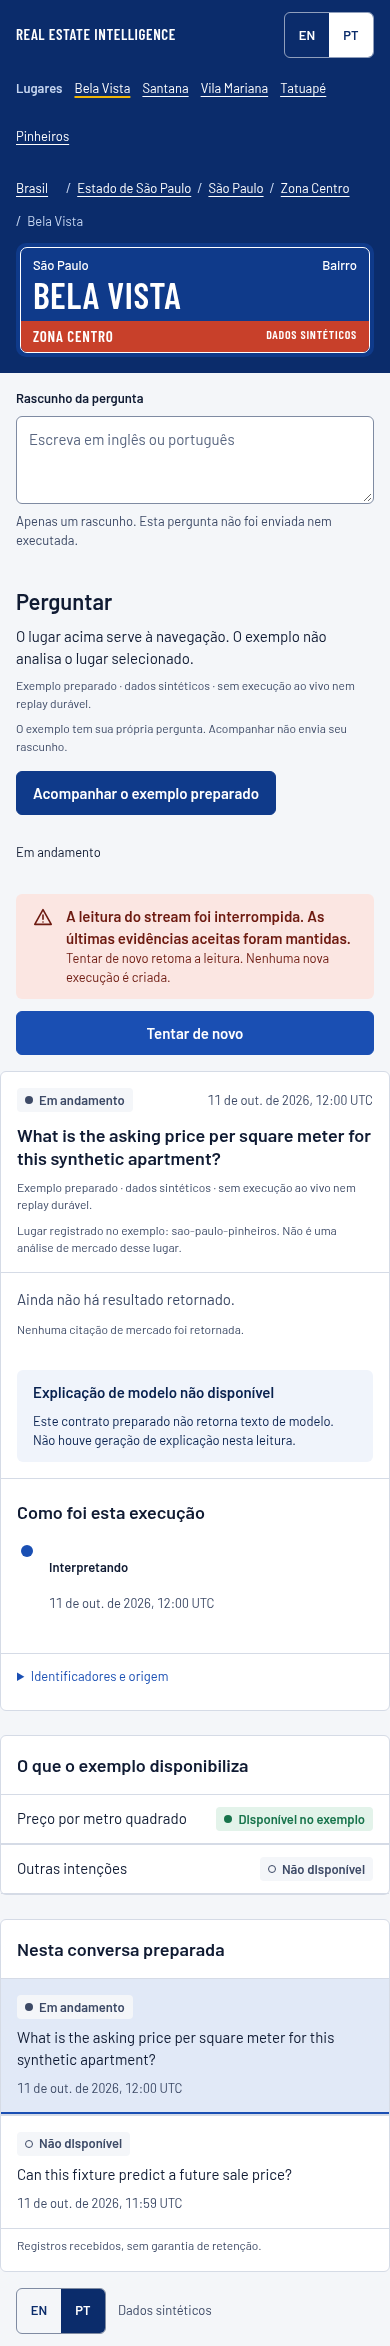 REAL ESTATE INTELLIGENCE
EN PT
Lugares Bela Vista Santana Vila Mariana Tatuapé
Pinheiros
Brasil / Estado de São Paulo / São Paulo / Zona Centro
/ Bela Vista
São Paulo Bairro
BELA VISTA
ZONA CENTRO DADOS SINTÉTICOS
Rascunho da pergunta
Escreva em inglês ou português
Apenas um rascunho. Esta pergunta não foi enviada nem
executada.
Perguntar
O lugar acima serve à navegação. O exemplo não
analisa o lugar selecionado.
Exemplo preparado · dados sintéticos · sem execução ao vivo nem
replay durável.
O exemplo tem sua própria pergunta. Acompanhar não envia seu
rascunho.
Acompanhar o exemplo preparado
Em andamento
A leitura do stream foi interrompida. As
últimas evidências aceitas foram mantidas.
Tentar de novo retoma a leitura. Nenhuma nova
execução é criada.
Tentar de novo
Em andamento 11 de out. de 2026, 12:00 UTC
What is the asking price per square meter for
this synthetic apartment?
Exemplo preparado · dados sintéticos · sem execução ao vivo nem
replay durável.
Lugar registrado no exemplo: sao-paulo-pinheiros. Não é uma
análise de mercado desse lugar.
Ainda não há resultado retornado.
Nenhuma citação de mercado foi retornada.
Explicação de modelo não disponível
Este contrato preparado não retorna texto de modelo.
Não houve geração de explicação nesta leitura.
Como foi esta execução
Interpretando
11 de out. de 2026, 12:00 UTC
Identificadores e origem
O que o exemplo disponibiliza
Preço por metro quadrado Disponível no exemplo
Outras intenções Não disponível
Nesta conversa preparada
Em andamento
What is the asking price per square meter for this
synthetic apartment?
11 de out. de 2026, 12:00 UTC
Não disponível
Can this fixture predict a future sale price?
11 de out. de 2026, 11:59 UTC
Registros recebidos, sem garantia de retenção.
EN PT Dados sintéticos